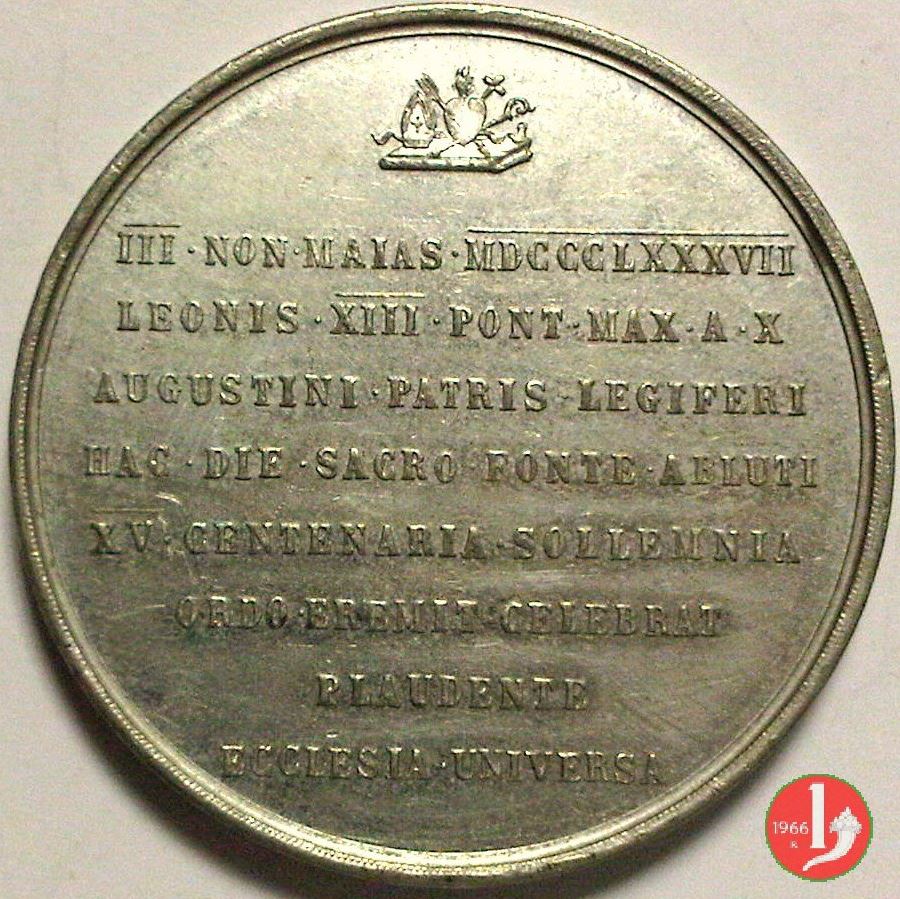 III · NON · MAIAS · MDCCCLXXXVII
LEONIS · XIIII · PONT · MAX · A · X
AUGUSTINI · PATRIS · LEGIFERI
HAC · DIE · SACRO · FONTE · ABLUTI
XV · CENTENARIA · SOLLEMNIA
ORDO · EREMIT · CELEBRAT
PLAUDENTE
ECCLESIA · UNIVERSA
1966
R.